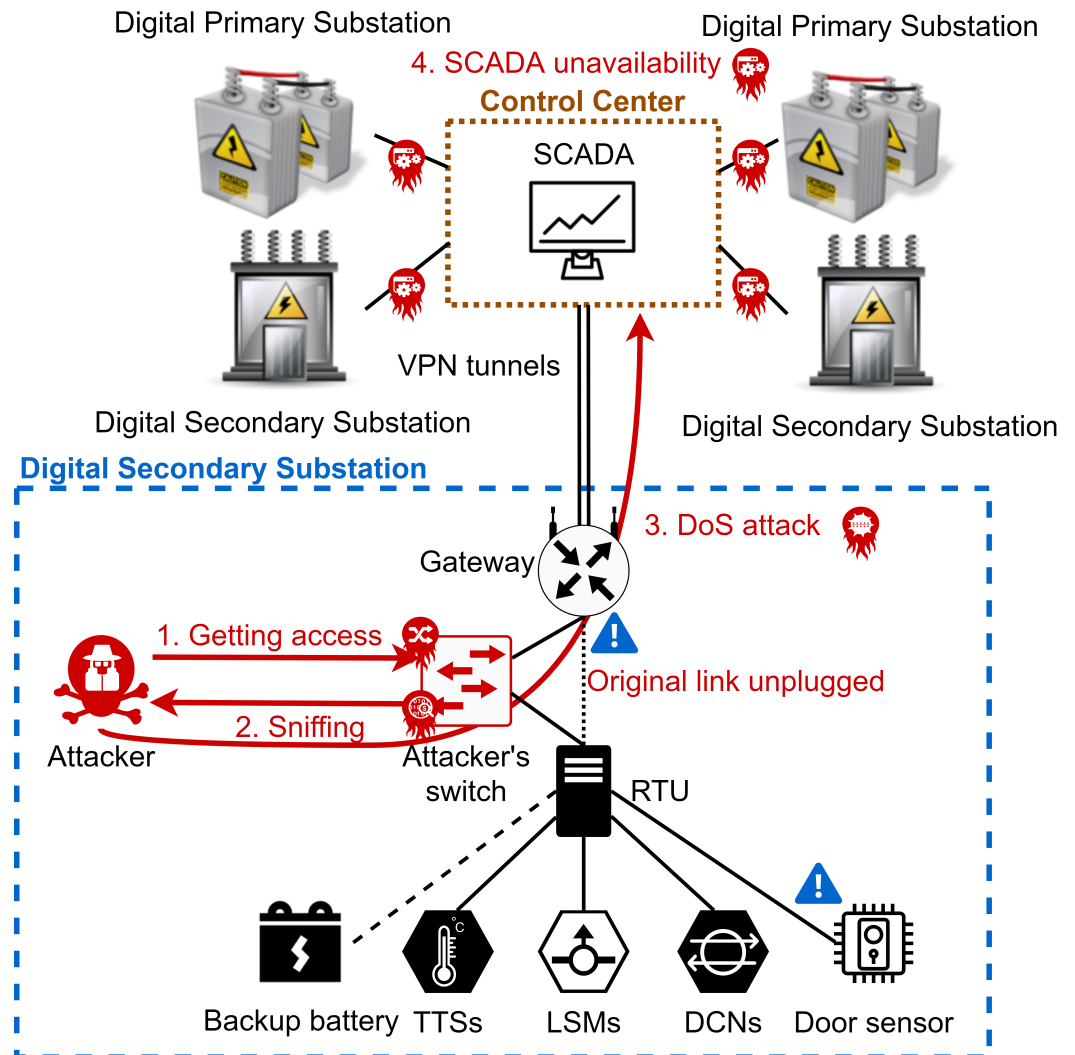 Digital Primary Substation
Digital Primary Substation
4. SCADA unavailability
Control Center
SCADA
CAUTION
CAUTION
VPN tunnels
Digital Secondary Substation
Digital Secondary Substation
Digital Secondary Substation
3. DoS attack
Gateway
1. Getting access
Original link unplugged
2. Sniffing
Attacker
Attacker's
switch
RTU
°C
Backup battery
TTSs
LSMs
DCNs
Door sensor